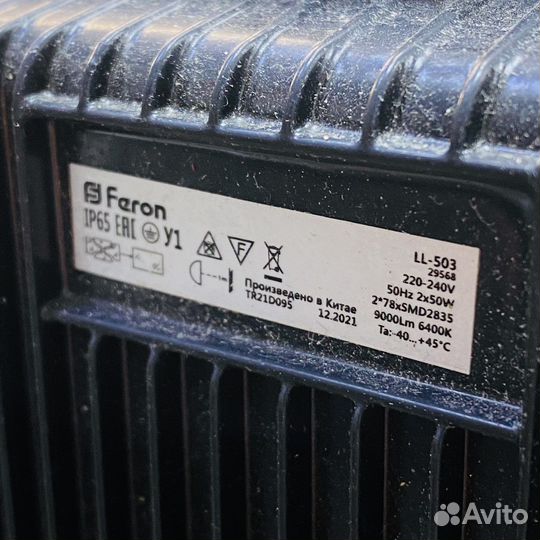 Feron
IP65 EAC У1
F
Произведено в Китае
TR21D095 12.2021
LL-503
29568
220-240V
50Hz 2x50W
2*78xSMD2835
9000Lm 6400K
Ta: -40...+45°C
Avito